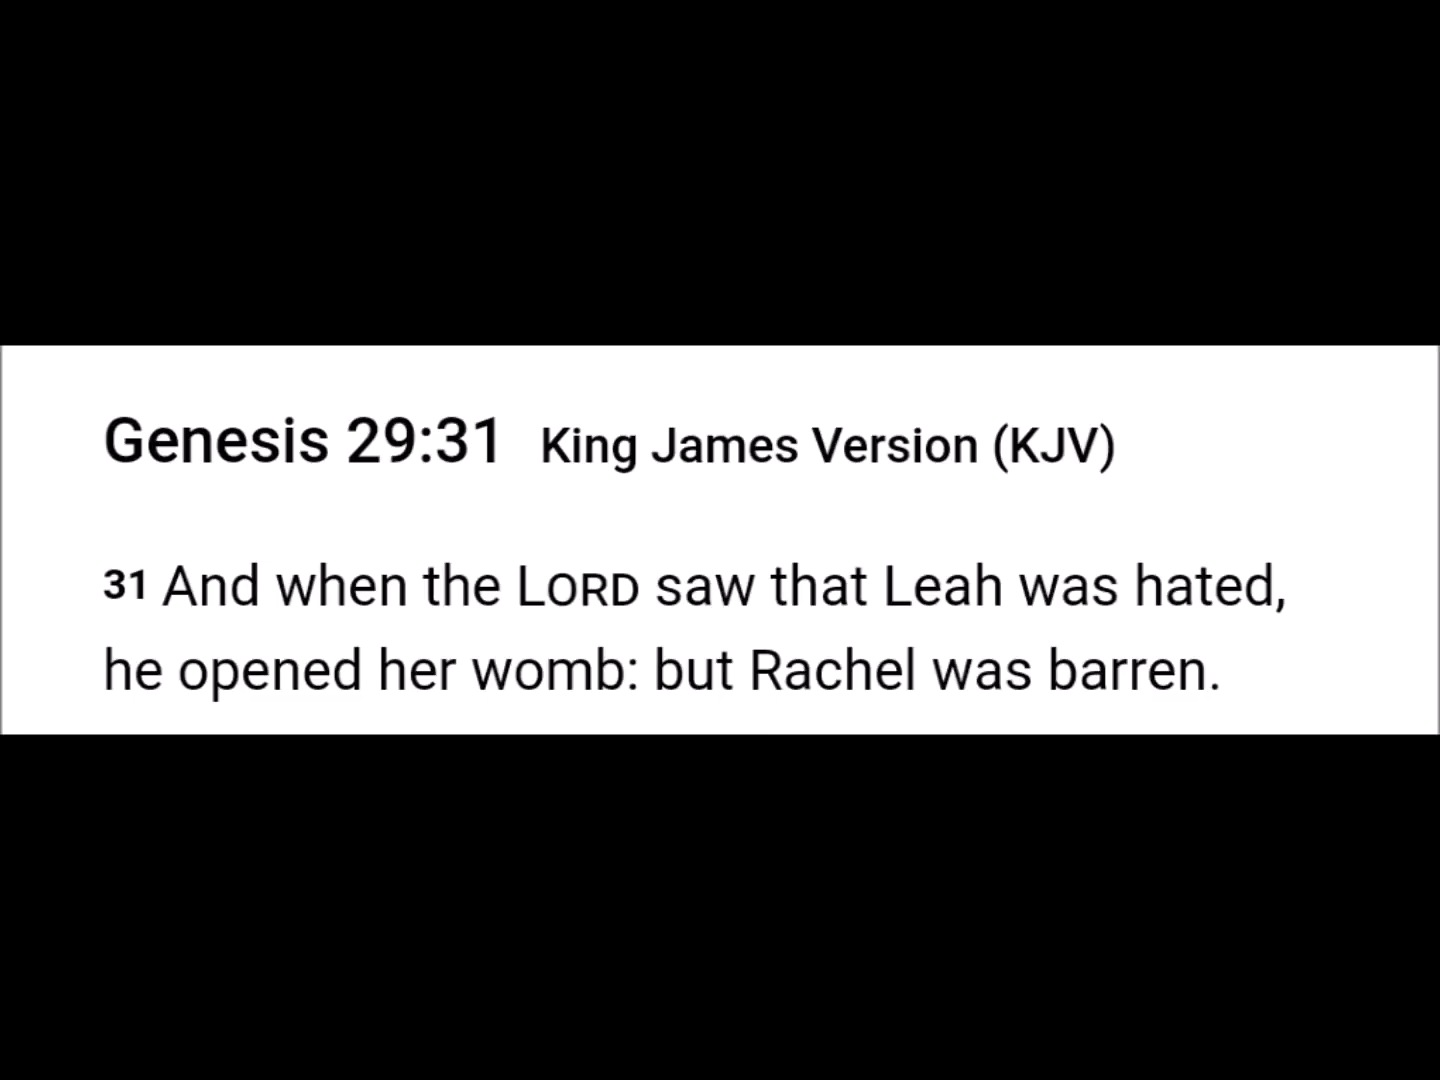 Genesis 29:31 King James Version (KJV)
31 And when the LORD saw that Leah was hated,
he opened her womb: but Rachel was barren.